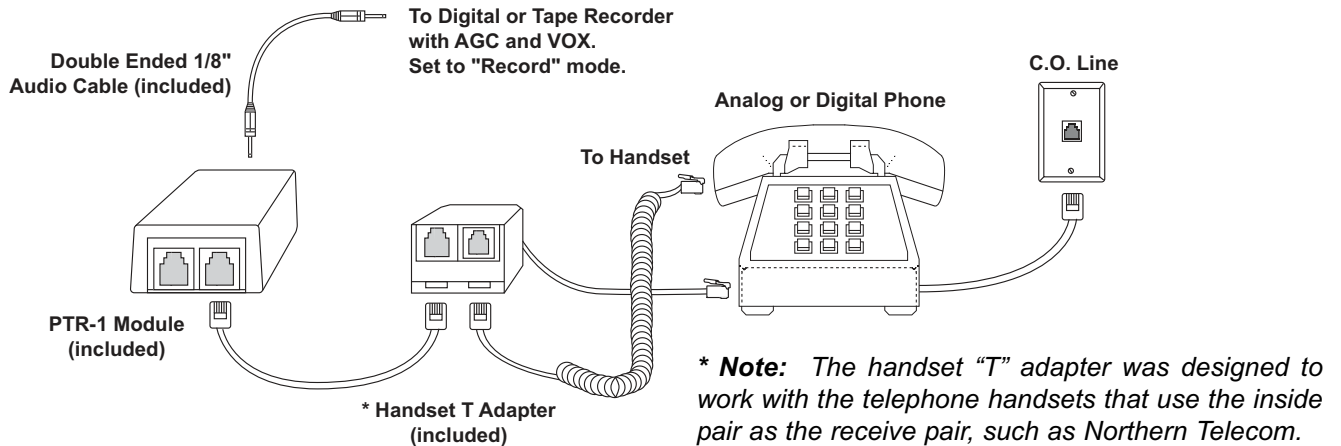 To Digital or Tape Recorder
with AGC and VOX.
Set to "Record" mode.
Double Ended 1/8"
Audio Cable (included)
C.O. Line
Analog or Digital Phone
To Handset
PTR-1 Module
(included)
* Handset T Adapter
(included)
* Note: The handset “T” adapter was designed to
work with the telephone handsets that use the inside
pair as the receive pair, such as Northern Telecom.